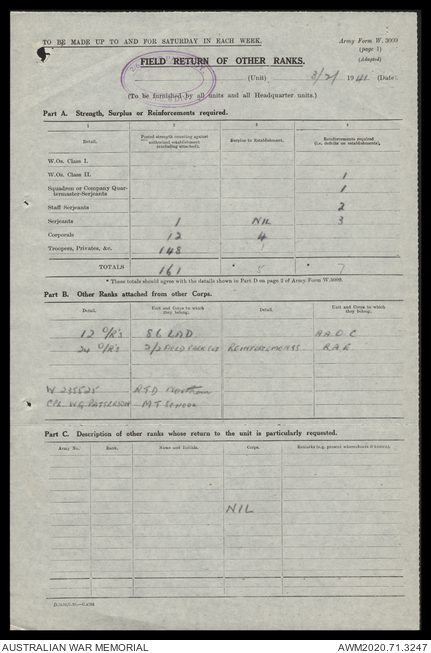 TO BE MADE UP TO AND FOR SATURDAY IN EACH WEEK.
Army Form W. 3009
(page 1)
(Adapted)
FIELD RETURN OF OTHER RANKS.
(Unit) 194 (Date)
(To be furnished by all units and all Headquarter units.)
Part A. Strength, Surplus or Reinforcements required.
1 2 3 4
Detail. Posted strength counting against authorized establishment (excluding attached). Surplus to Establishment. Reinforcements required (i.e. deficits on establishments).
W.Os. Class I.
W.Os. Class II. 1
Squadron or Company Quartermaster-Serjeants 1
Staff Serjeants 2
Serjeants 1 NIL 3
Corporals 12 4
Troopers, Privates, &c. 148 1
TOTALS 161 * 5 * 7
* These totals should agree with the details shown in Part D on page 2 of Army Form W.3009.
Part B. Other Ranks attached from other Corps.
Detail. Unit and Corps to which they belong. Detail. Unit and Corps to which they belong.
12 O/R's 86 LAD A.A.O.C
24 O/R's 2/2 FIELD PARK REINFORCEMENTS R.A.E
W 235525 RTD Northam
CPL W.G PATTERSON MT SCHOOL
Part C. Description of other ranks whose return to the unit is particularly requested.
Army No. Rank. Name and Initials. Corps. Remarks (e.g. present whereabouts if known).
NIL
AUSTRALIAN WAR MEMORIAL
AWM2020.71.3247